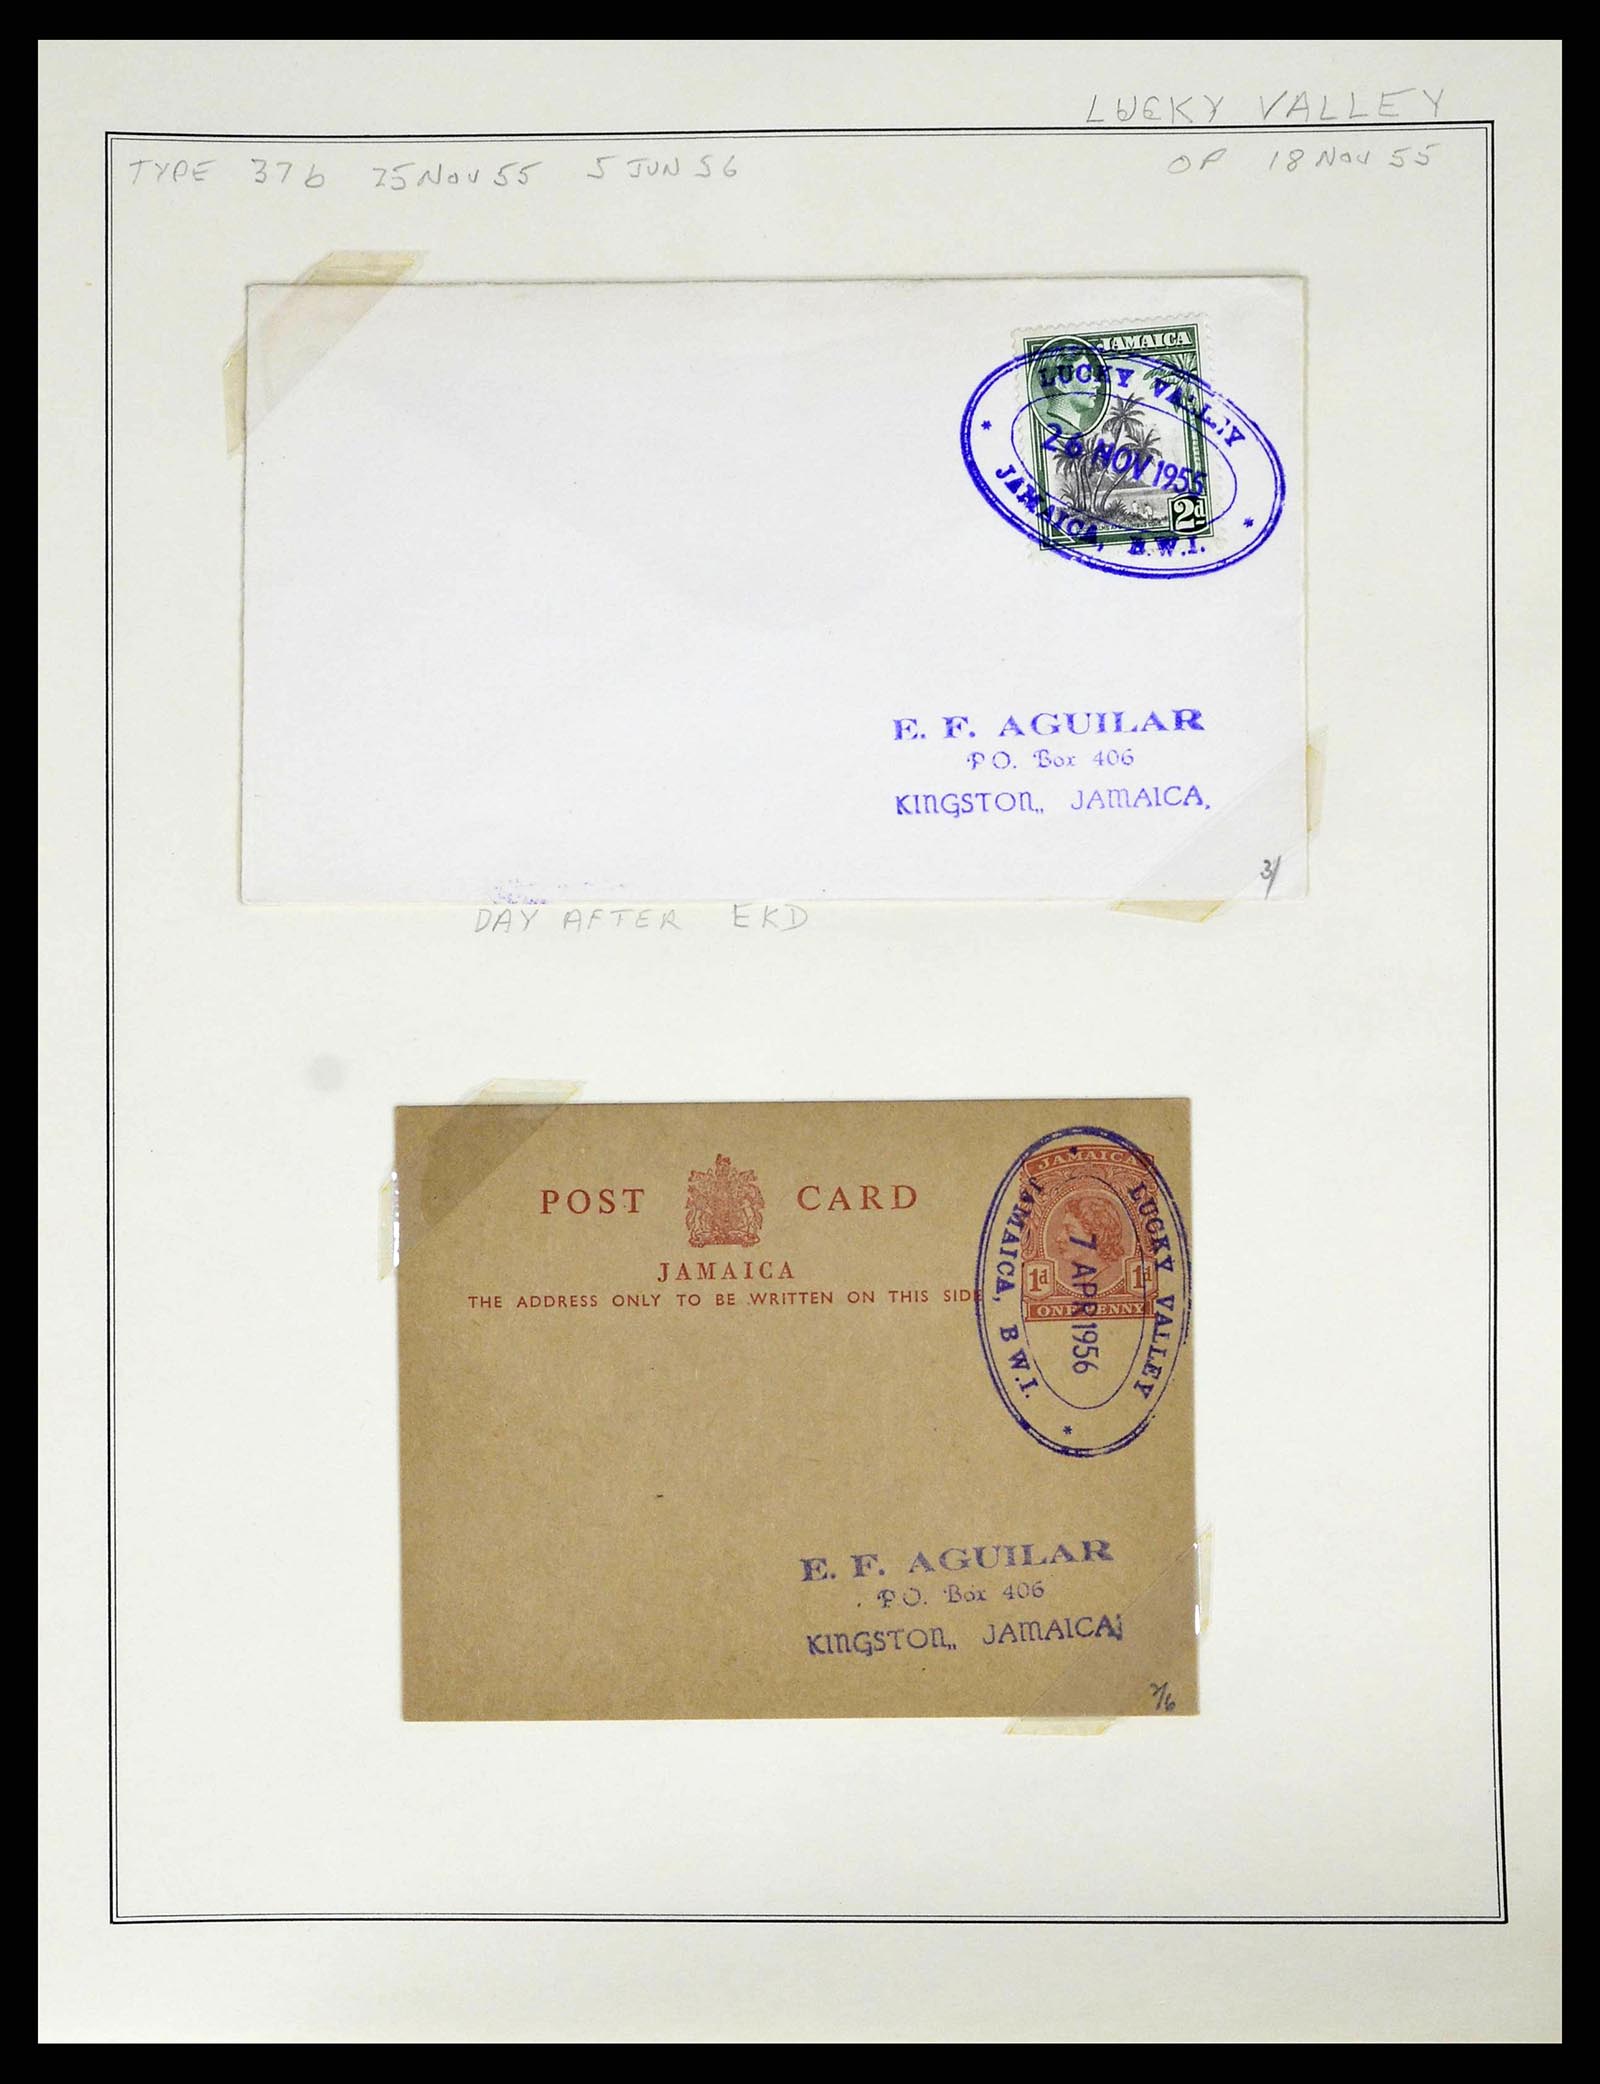 LUCKY VALLEY
TYPE 37b 25 NOV 55 5 JUN 56
OP 18 NOV 55
JAMAICA
LUCKY VALLEY
26 NOV 1955
2d
* JAMAICA, B.W.I. *
E. F. AGUILAR
P.O. Box 406
KINGSTON,, JAMAICA.
3/
DAY AFTER EKD
POST CARD
JAMAICA
THE ADDRESS ONLY TO BE WRITTEN ON THIS SIDE
JAMAICA
1d 1d
ONE PENNY
LUCKY VALLEY
7 APR 1956
* JAMAICA, B.W.I. *
E. F. AGUILAR
P.O. Box 406
KINGSTON,, JAMAICA,
2/6